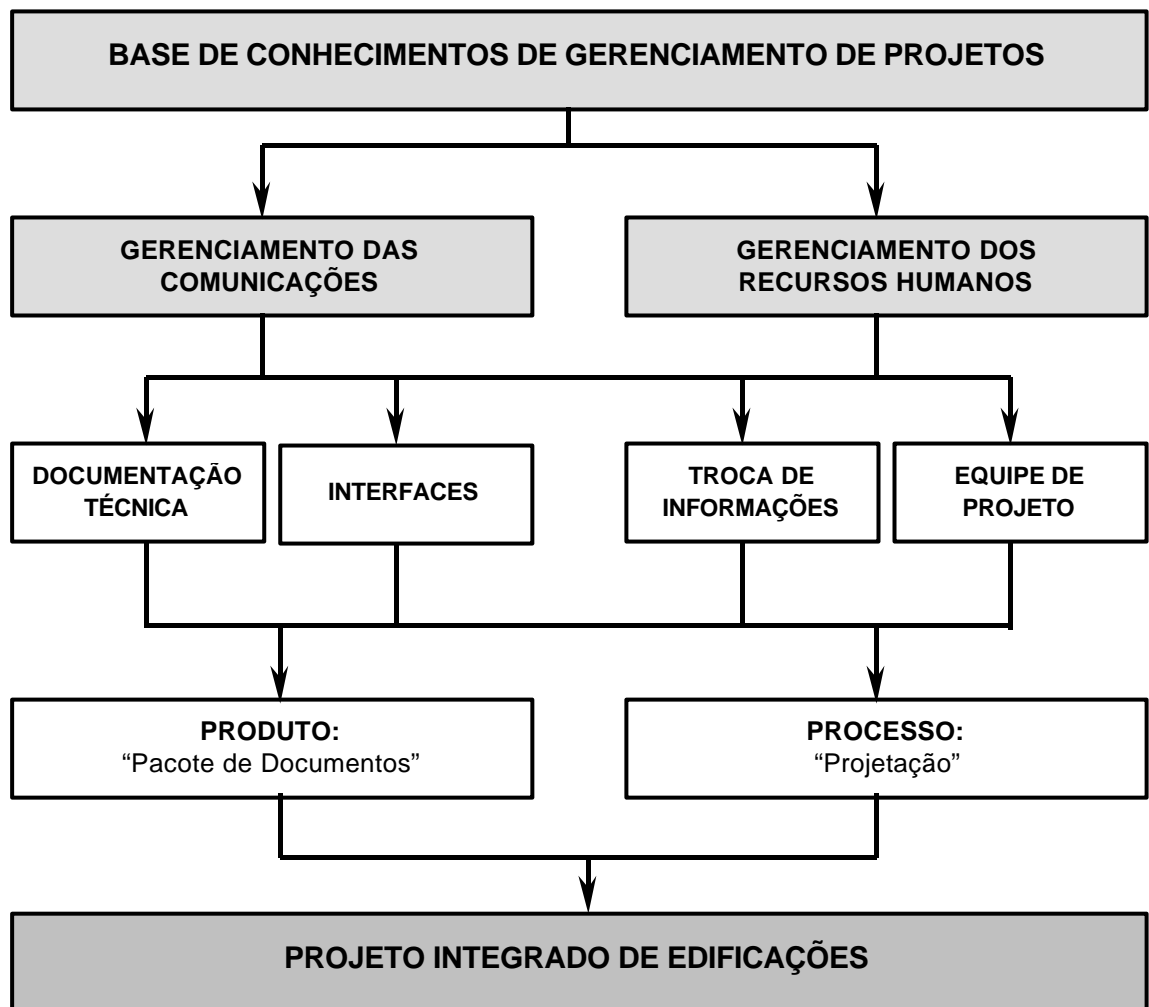 BASE DE CONHECIMENTOS DE GERENCIAMENTO DE PROJETOS
GERENCIAMENTO DAS
COMUNICAÇÕES
GERENCIAMENTO DOS
RECURSOS HUMANOS
DOCUMENTAÇÃO
TÉCNICA
INTERFACES
TROCA DE
INFORMAÇÕES
EQUIPE DE
PROJETO
PRODUTO:
“Pacote de Documentos”
PROCESSO:
“Projetação”
PROJETO INTEGRADO DE EDIFICAÇÕES